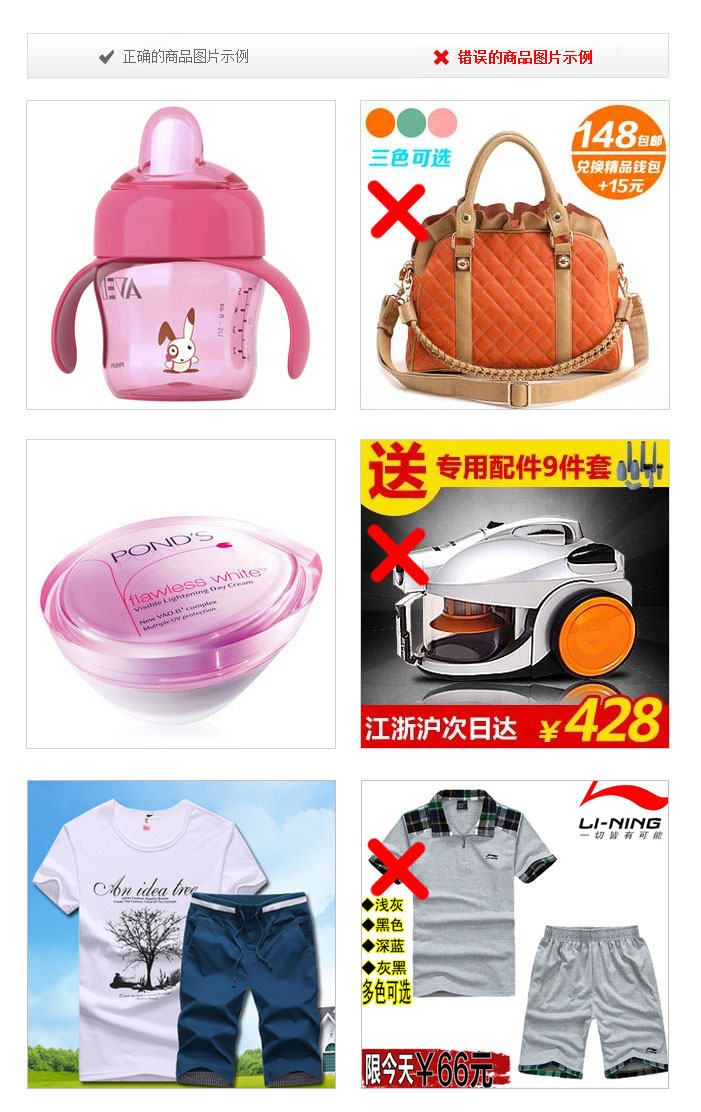 正确的商品图片示例
错误的商品图片示例
三色可选
148包邮
兑换精品钱包
+15元
POND'S
flawless white™
Visible Lightening Day Cream
New VAO-B³ complex
Multiple UV protection
送 专用配件9件套
江浙沪次日达 ¥428
An idea tree
LI-NING
一切皆有可能
◆浅灰
◆黑色
◆深蓝
◆灰黑
多色可选
限今天¥66元